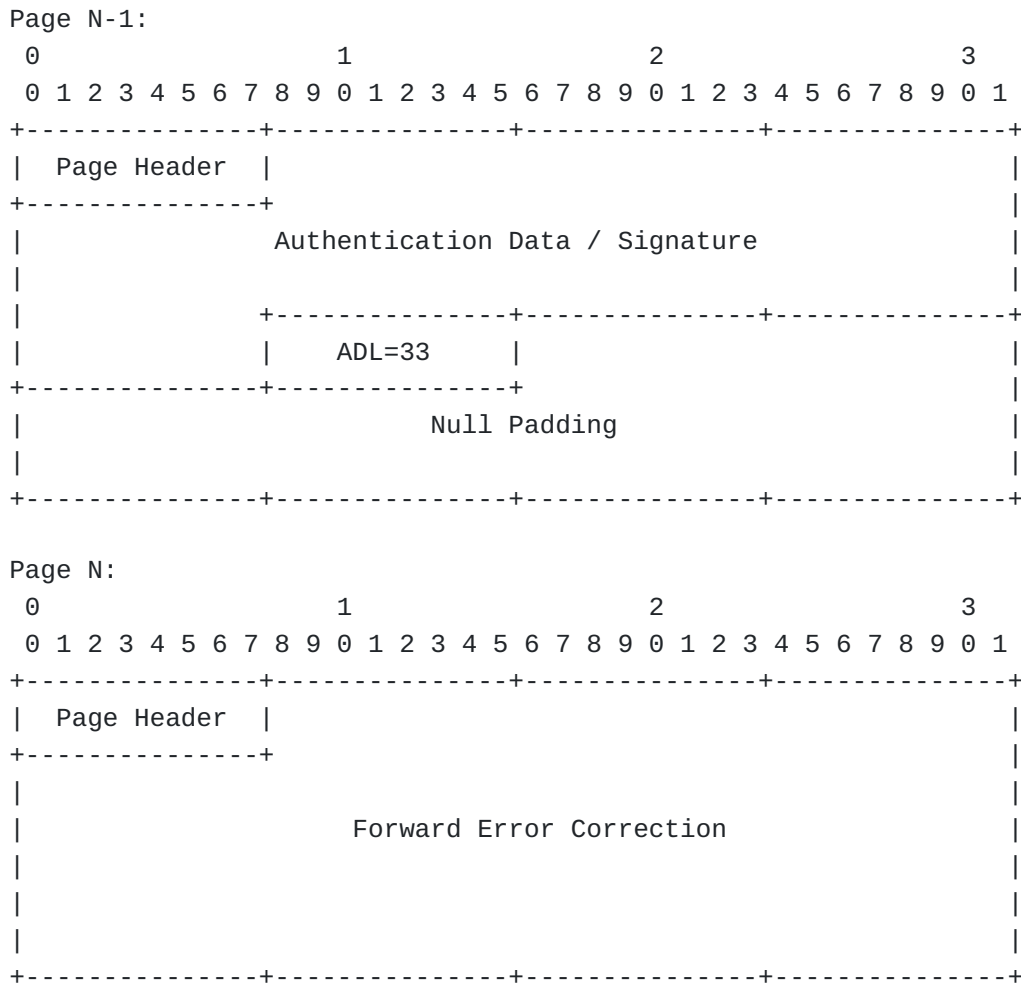 Page N-1:
 0                   1                   2                   3
 0 1 2 3 4 5 6 7 8 9 0 1 2 3 4 5 6 7 8 9 0 1 2 3 4 5 6 7 8 9 0 1
+---------------+---------------+---------------+---------------+
|  Page Header  |                                               |
+---------------+                                               |
|                Authentication Data / Signature                |
|                                                               |
|               +---------------+---------------+---------------+
|               |    ADL=33     |                               |
+---------------+---------------+                               |
|                          Null Padding                         |
|                                                               |
+---------------+---------------+---------------+---------------+

Page N:
 0                   1                   2                   3
 0 1 2 3 4 5 6 7 8 9 0 1 2 3 4 5 6 7 8 9 0 1 2 3 4 5 6 7 8 9 0 1
+---------------+---------------+---------------+---------------+
|  Page Header  |                                               |
+---------------+                                               |
|                                                               |
|                     Forward Error Correction                  |
|                                                               |
|                                                               |
|                                                               |
+---------------+---------------+---------------+---------------+